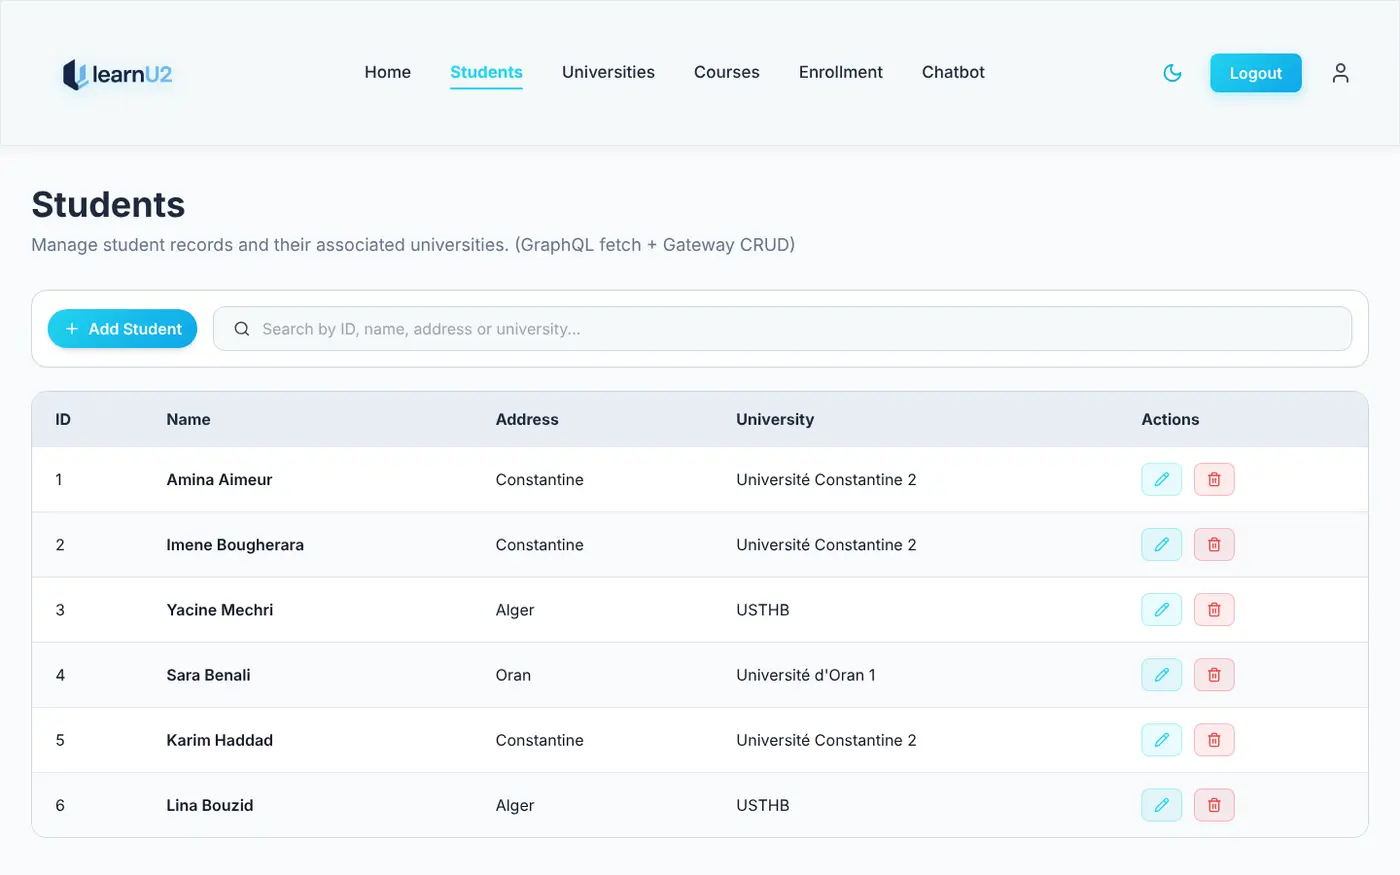 learnU2
Home Students Universities Courses Enrollment Chatbot
Logout
Students
Manage student records and their associated universities. (GraphQL fetch + Gateway CRUD)
+ Add Student
Search by ID, name, address or university...
ID Name Address University Actions
1 Amina Aimeur Constantine Université Constantine 2
2 Imene Bougherara Constantine Université Constantine 2
3 Yacine Mechri Alger USTHB
4 Sara Benali Oran Université d'Oran 1
5 Karim Haddad Constantine Université Constantine 2
6 Lina Bouzid Alger USTHB